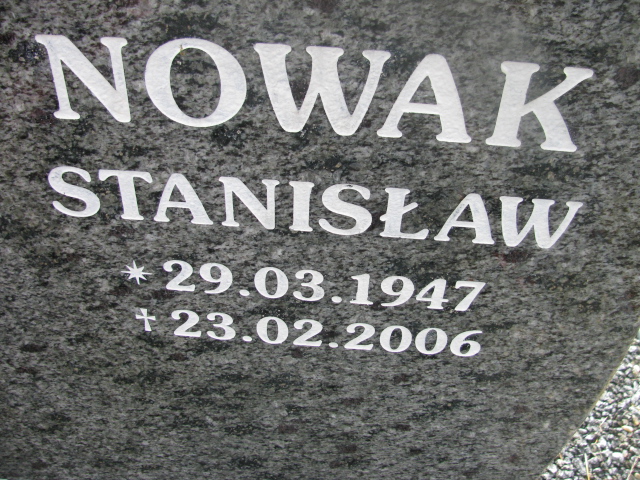 NOWAK
STANISŁAW
* 29.03.1947
✝ 23.02.2006